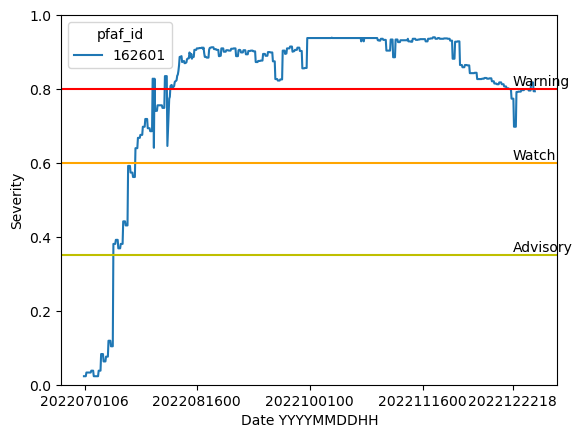 pfaf_id
162601
1.0
0.8
0.6
0.4
0.2
0.0
Severity
Warning
Watch
Advisory
2022070106 2022081600 2022100100 2022111600 2022122218
Date YYYYMMDDHH